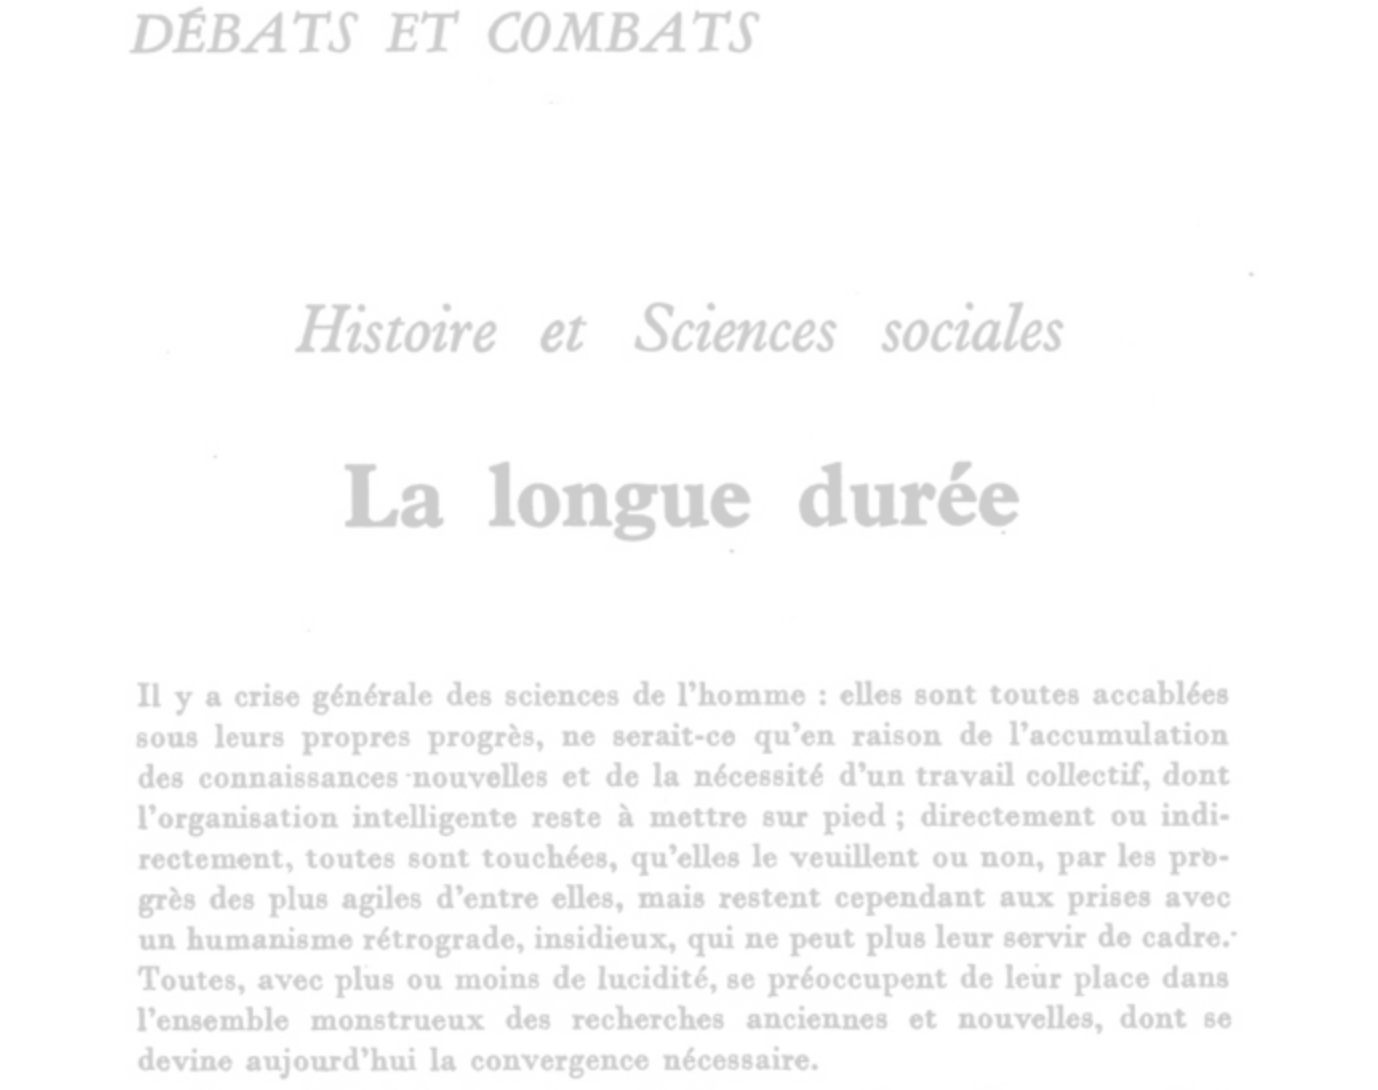 DÉBATS ET COMBATS
Histoire et Sciences sociales
La longue durée
Il y a crise générale des sciences de l'homme : elles sont toutes accablées
sous leurs propres progrès, ne serait-ce qu'en raison de l'accumulation
des connaissances nouvelles et de la nécessité d'un travail collectif, dont
l'organisation intelligente reste à mettre sur pied ; directement ou indi-
rectement, toutes sont touchées, qu'elles le veuillent ou non, par les pro-
grès des plus agiles d'entre elles, mais restent cependant aux prises avec
un humanisme rétrograde, insidieux, qui ne peut plus leur servir de cadre.
Toutes, avec plus ou moins de lucidité, se préoccupent de leur place dans
l'ensemble monstrueux des recherches anciennes et nouvelles, dont se
devine aujourd'hui la convergence nécessaire.